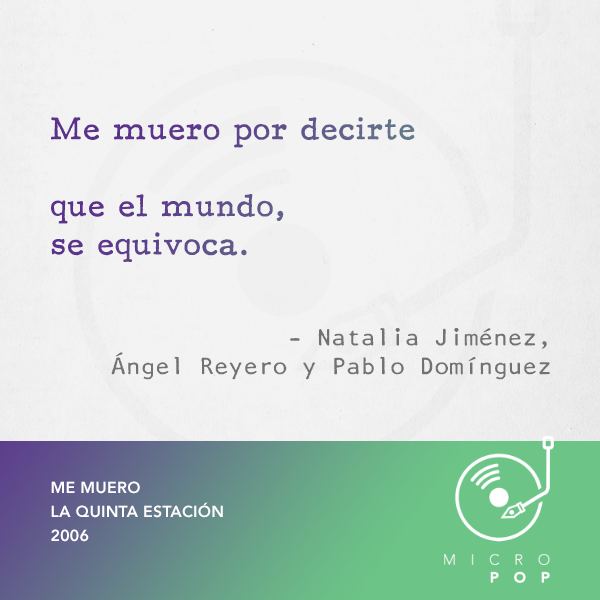 Me muero por decirte
que el mundo,
se equivoca.
– Natalia Jiménez,
Ángel Reyero y Pablo Domínguez
ME MUERO
LA QUINTA ESTACIÓN
2006
MICRO
POP